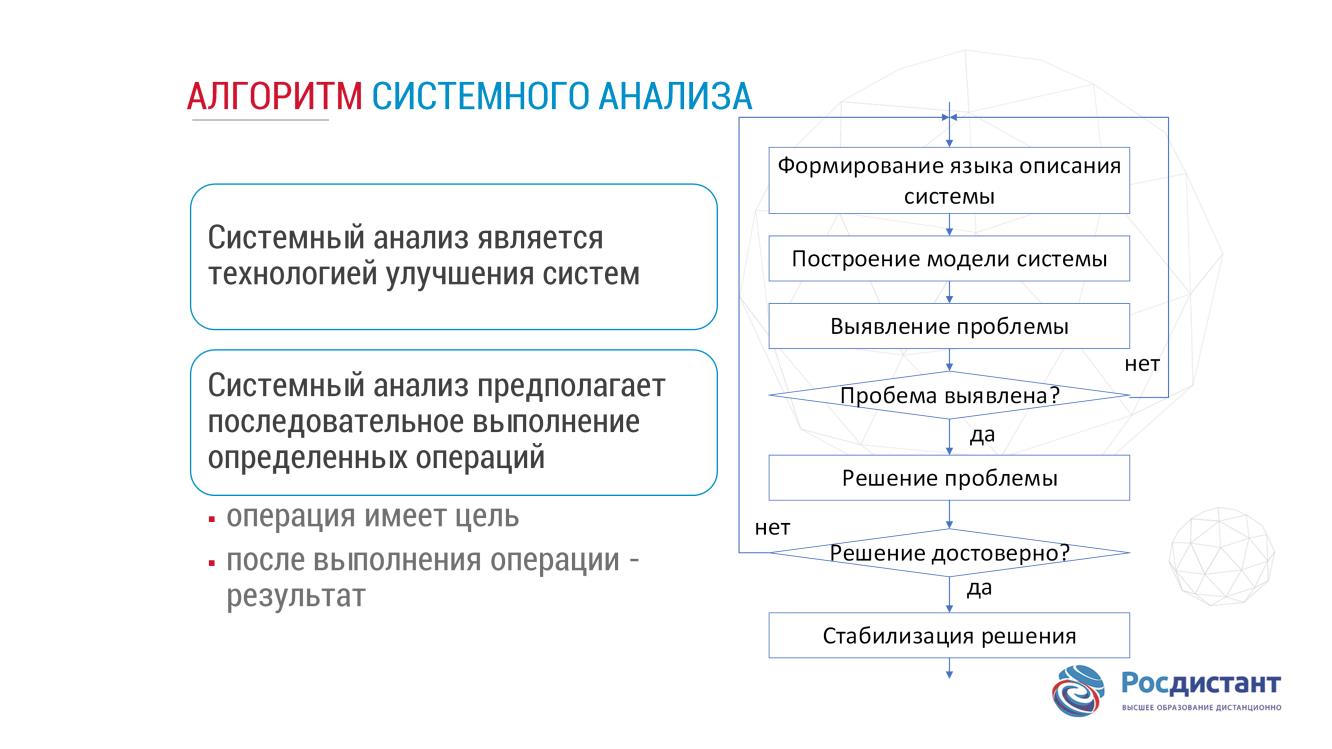 АЛГОРИТМ СИСТЕМНОГО АНАЛИЗА
Системный анализ является
технологией улучшения систем
Системный анализ предполагает
последовательное выполнение
определенных операций
▪ операция имеет цель
▪ после выполнения операции -
результат
Формирование языка описания
системы
Построение модели системы
Выявление проблемы
нет
Пробема выявлена?
да
Решение проблемы
нет
Решение достоверно?
да
Стабилизация решения
Росдистант
ВЫСШЕЕ ОБРАЗОВАНИЕ ДИСТАНЦИОННО